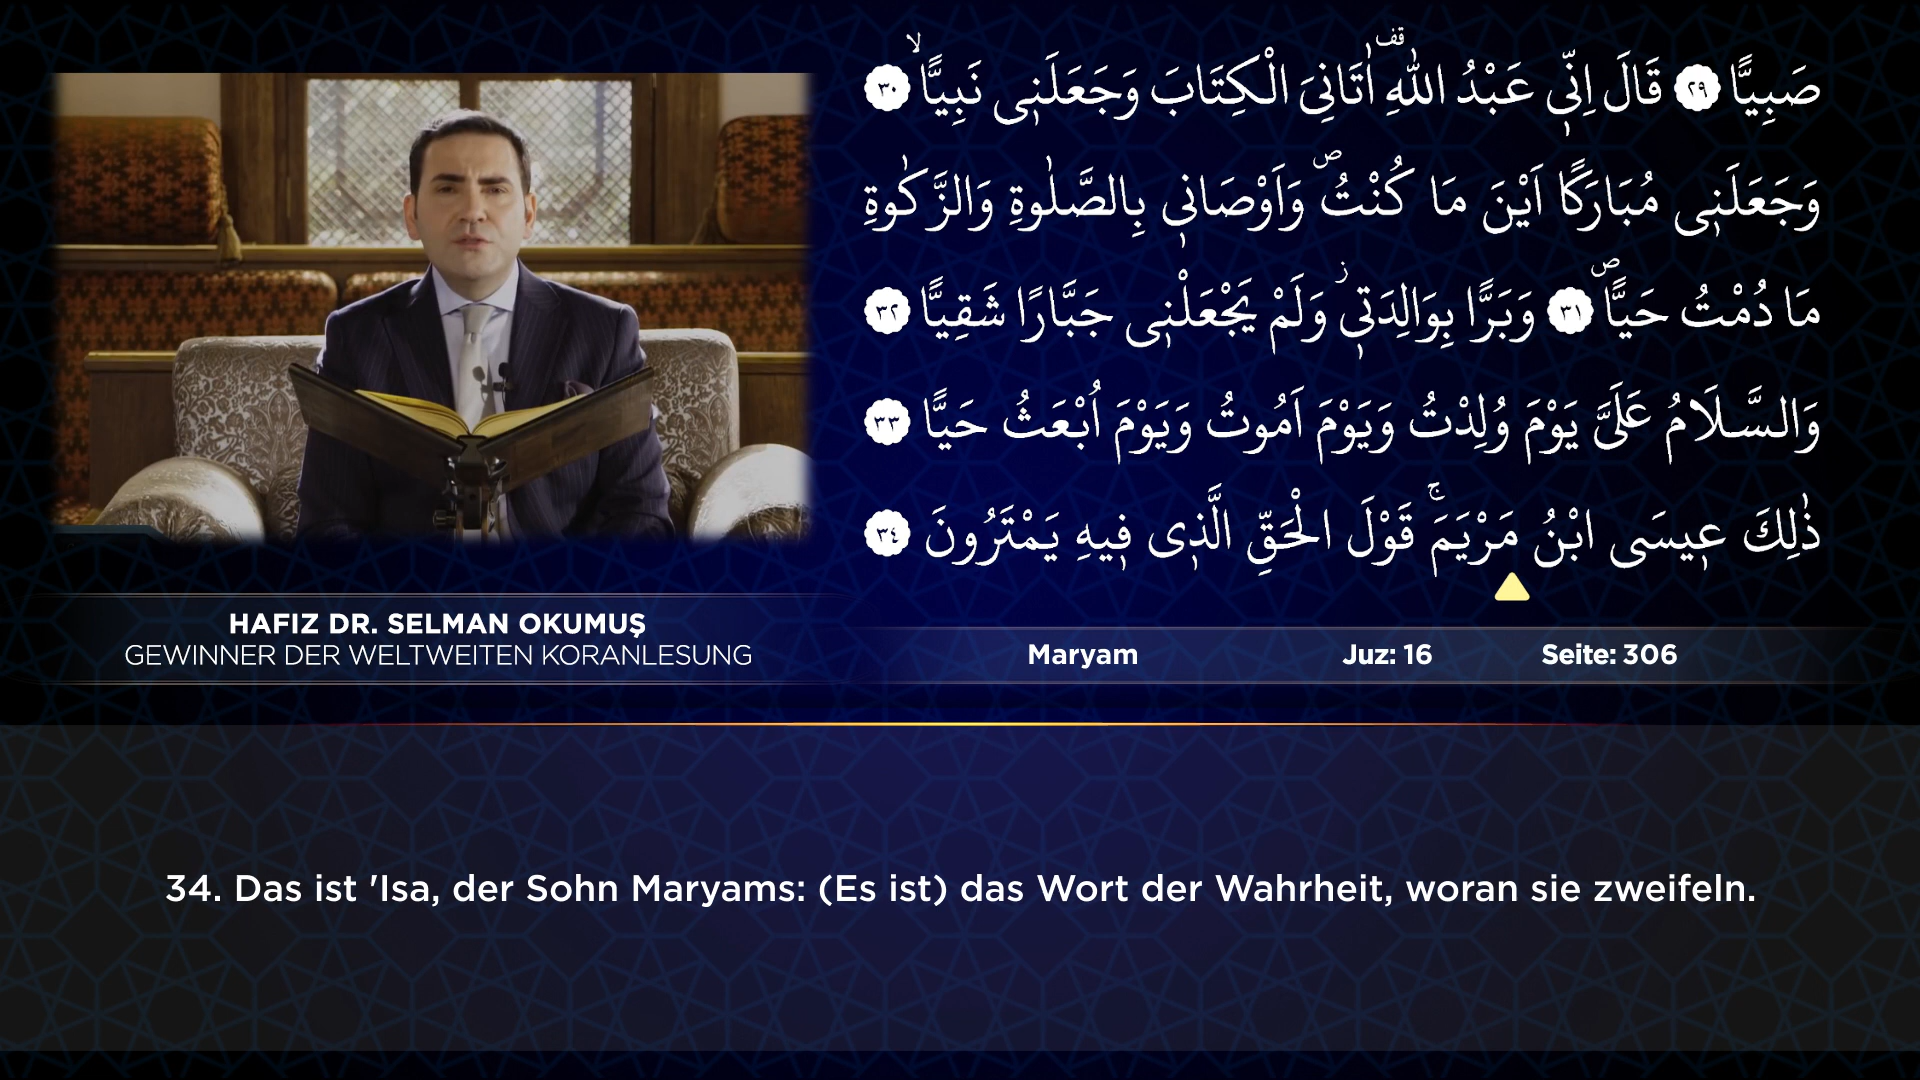 صَبِيًّا ٢٩ قَالَ اِنّ۪ي عَبْدُ اللّٰهِ اٰتَانِيَ الْكِتَابَ وَجَعَلَن۪ي نَبِيًّاۙ ٣٠
وَجَعَلَن۪ي مُبَارَكًا اَيْنَ مَا كُنْتُۖ وَاَوْصَان۪ي بِالصَّلٰوةِ وَالزَّكٰوةِ
مَا دُمْتُ حَيًّاۖ ٣١ وَبَرًّا بِوَالِدَت۪يۘ وَلَمْ يَجْعَلْن۪ي جَبَّارًا شَقِيًّا ٣٢
وَالسَّلَامُ عَلَيَّ يَوْمَ وُلِدْتُ وَيَوْمَ اَمُوتُ وَيَوْمَ اُبْعَثُ حَيًّا ٣٣
ذٰلِكَ ع۪يسَى ابْنُ مَرْيَمَۚ قَوْلَ الْحَقِّ الَّذ۪ي ف۪يهِ يَمْتَرُونَ ٣٤
HAFIZ DR. SELMAN OKUMUŞ
GEWINNER DER WELTWEITEN KORANLESUNG
Maryam Juz: 16 Seite: 306
34. Das ist 'Isa, der Sohn Maryams: (Es ist) das Wort der Wahrheit, woran sie zweifeln.